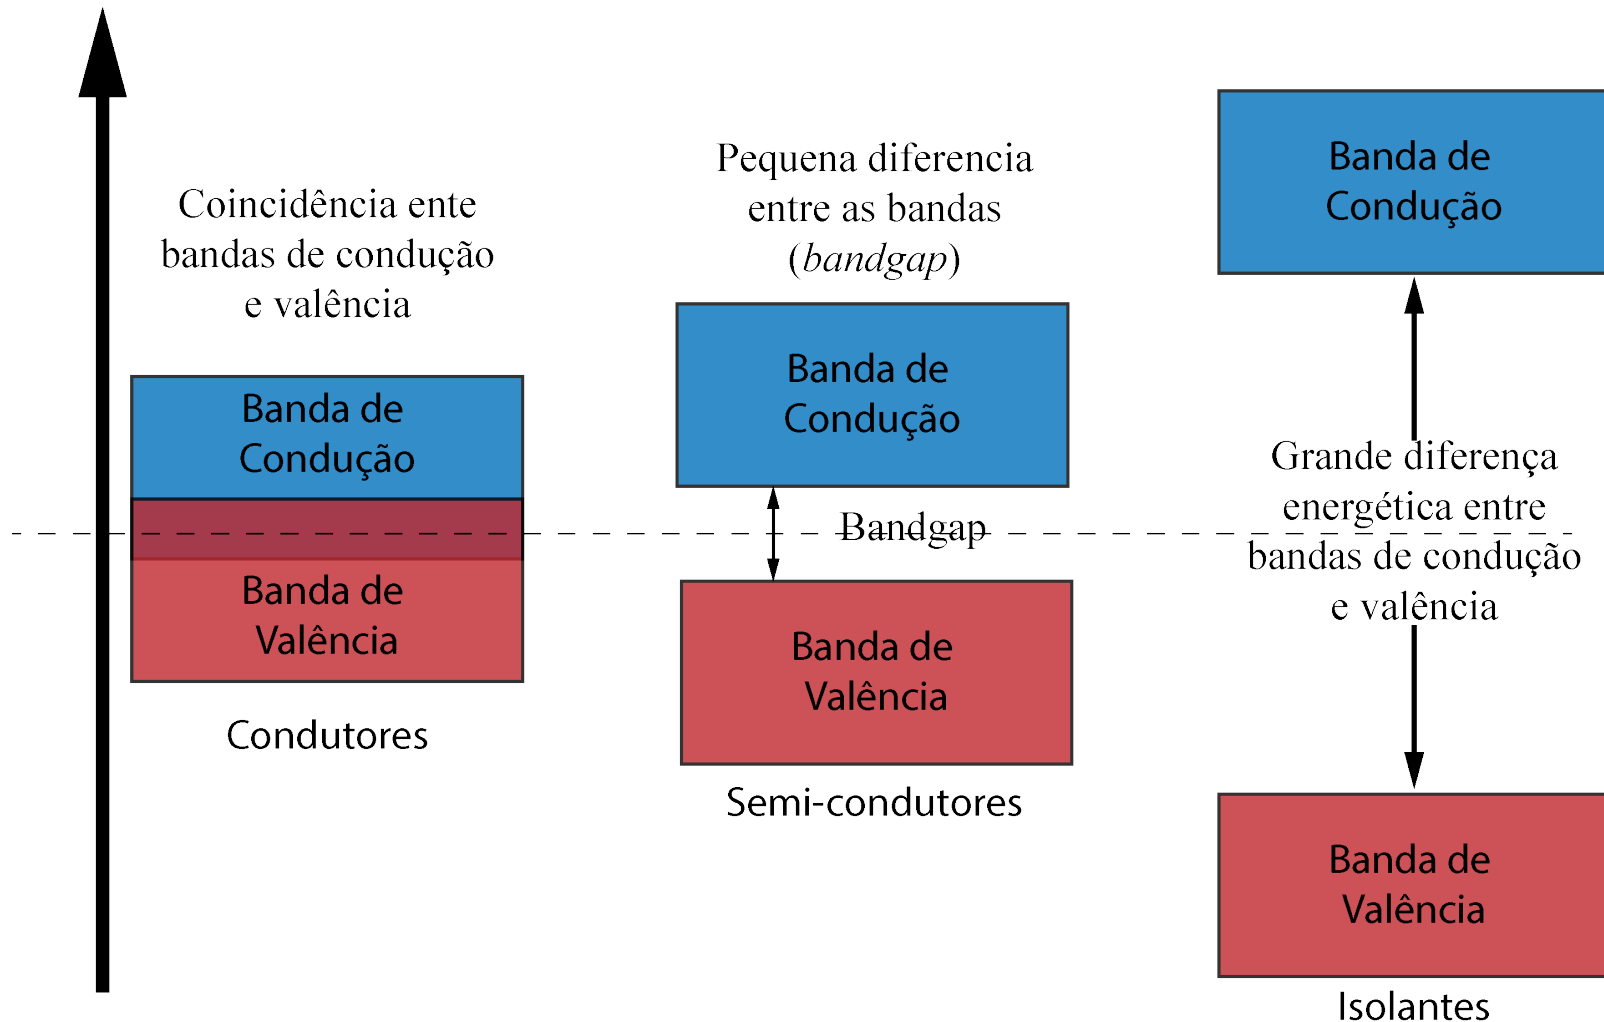 Coincidência ente
bandas de condução
e valência
Banda de
Condução
Banda de
Valência
Condutores
Pequena diferencia
entre as bandas
(bandgap)
Banda de
Condução
Bandgap
Banda de
Valência
Semi-condutores
Banda de
Condução
Grande diferença
energética entre
bandas de condução
e valência
Banda de
Valência
Isolantes